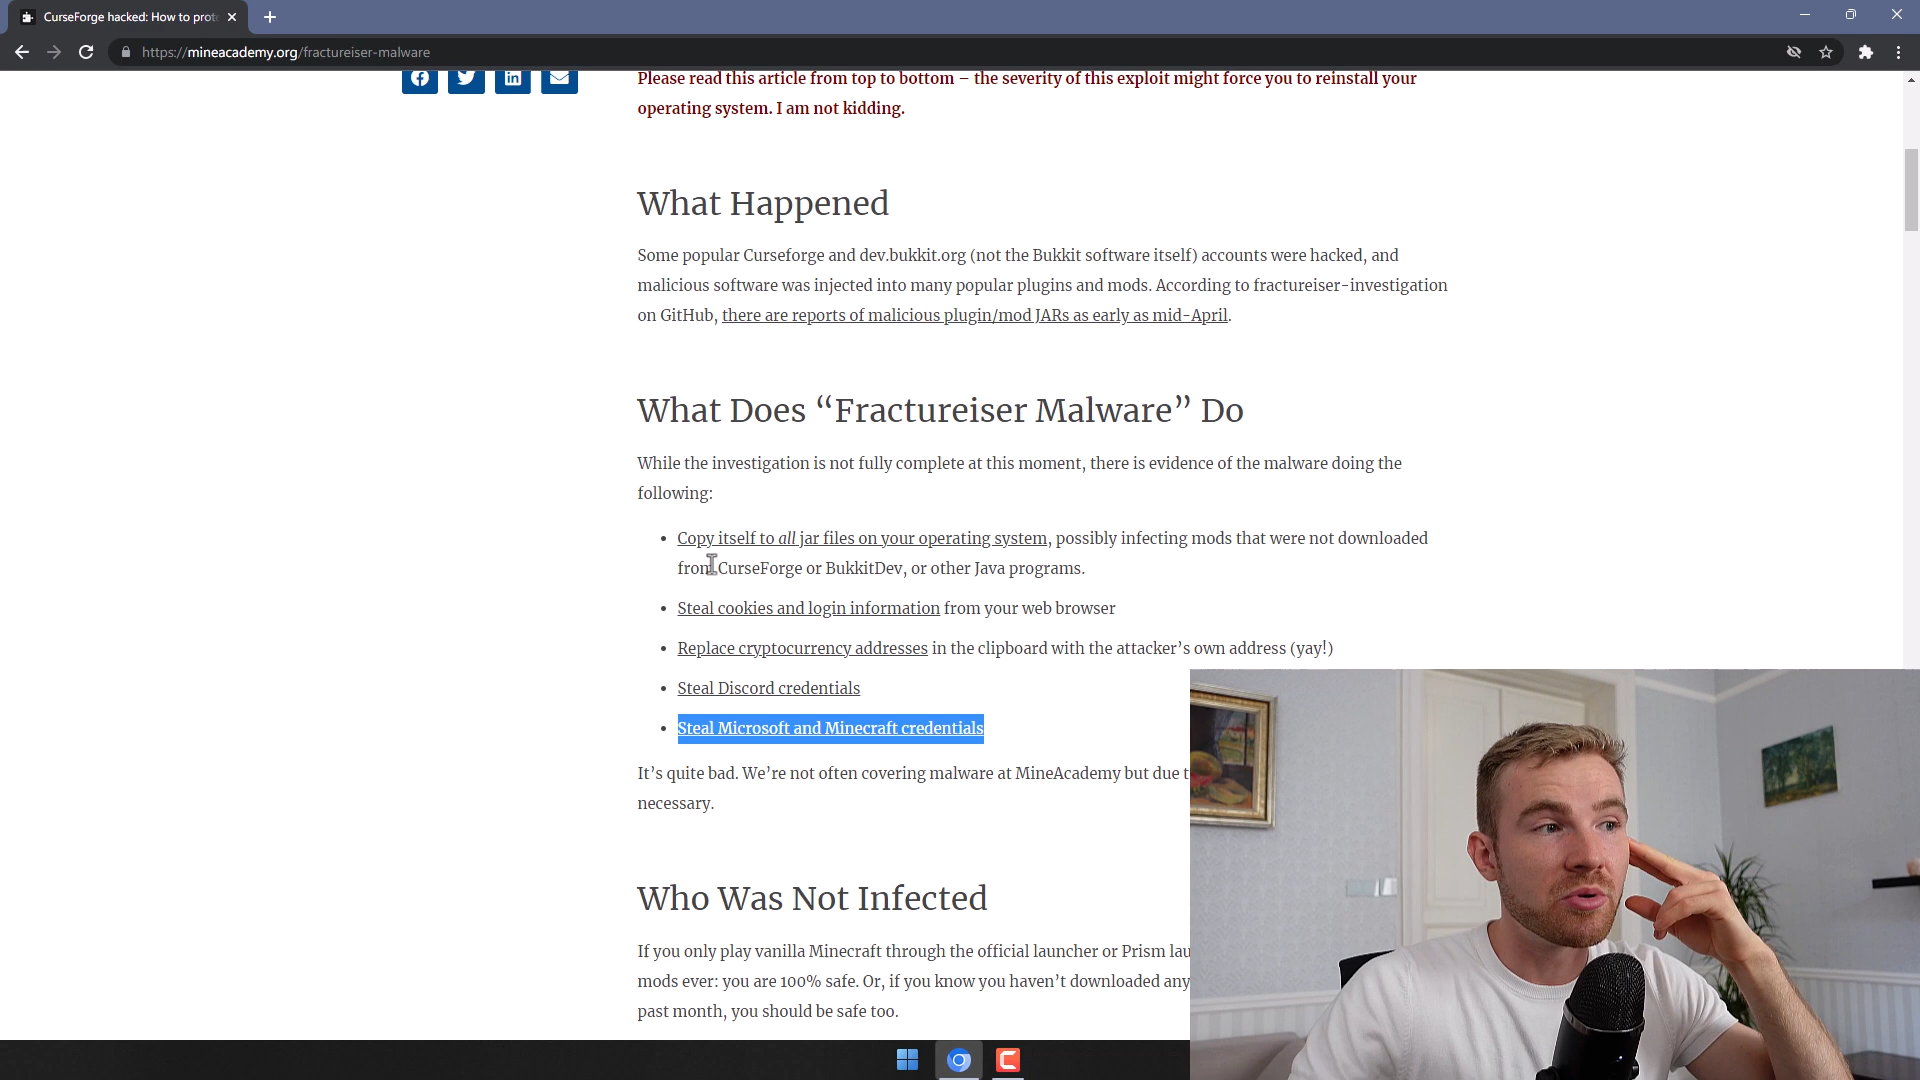 CurseForge hacked: How to prote
https://mineacademy.org/fractureiser-malware
Please read this article from top to bottom – the severity of this exploit might force you to reinstall your
operating system. I am not kidding.
What Happened
Some popular Curseforge and dev.bukkit.org (not the Bukkit software itself) accounts were hacked, and
malicious software was injected into many popular plugins and mods. According to fractureiser-investigation
on GitHub, there are reports of malicious plugin/mod JARs as early as mid-April.
What Does “Fractureiser Malware” Do
While the investigation is not fully complete at this moment, there is evidence of the malware doing the
following:
• Copy itself to all jar files on your operating system, possibly infecting mods that were not downloaded
from CurseForge or BukkitDev, or other Java programs.
• Steal cookies and login information from your web browser
• Replace cryptocurrency addresses in the clipboard with the attacker’s own address (yay!)
• Steal Discord credentials
• Steal Microsoft and Minecraft credentials
It’s quite bad. We’re not often covering malware at MineAcademy but due t
necessary.
Who Was Not Infected
If you only play vanilla Minecraft through the official launcher or Prism lau
mods ever: you are 100% safe. Or, if you know you haven’t downloaded any
past month, you should be safe too.